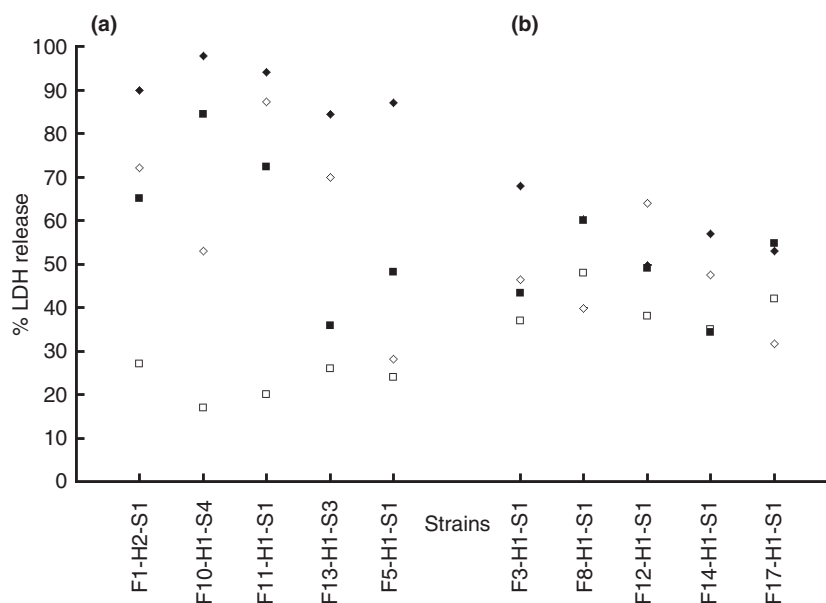 (a) (b)
100
90
80
70
60
50
40
30
20
10
0
% LDH release
F1-H2-S1
F10-H1-S4
F11-H1-S1
F13-H1-S3
F5-H1-S1
Strains
F3-H1-S1
F8-H1-S1
F12-H1-S1
F14-H1-S1
F17-H1-S1